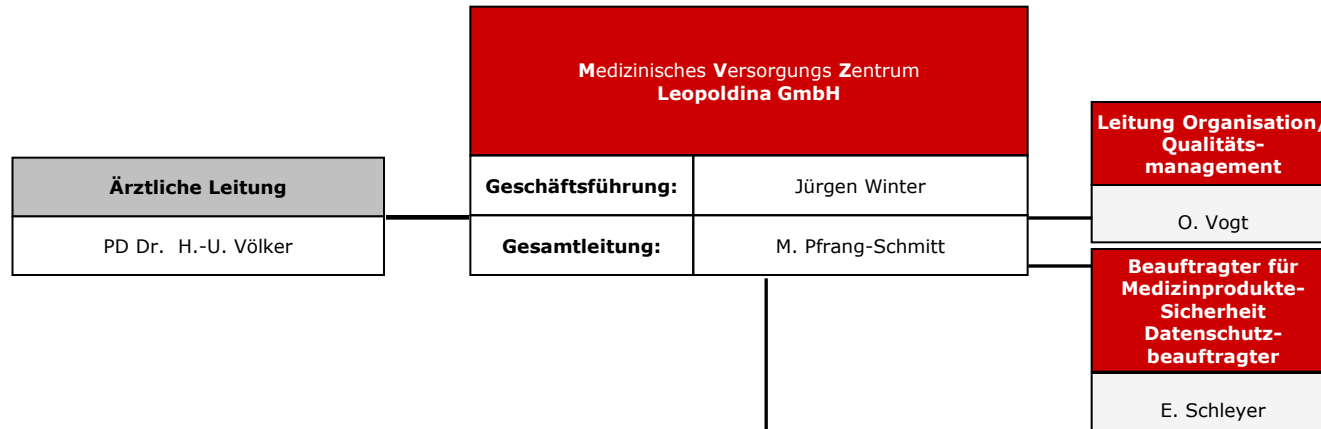 Medizinisches Versorgungs Zentrum
Leopoldina GmbH
Ärztliche Leitung
PD Dr. H.-U. Völker
Geschäftsführung: Jürgen Winter
Gesamtleitung: M. Pfrang-Schmitt
Leitung Organisation/
Qualitäts-
management
O. Vogt
Beauftragter für
Medizinprodukte-
Sicherheit
Datenschutz-
beauftragter
E. Schleyer